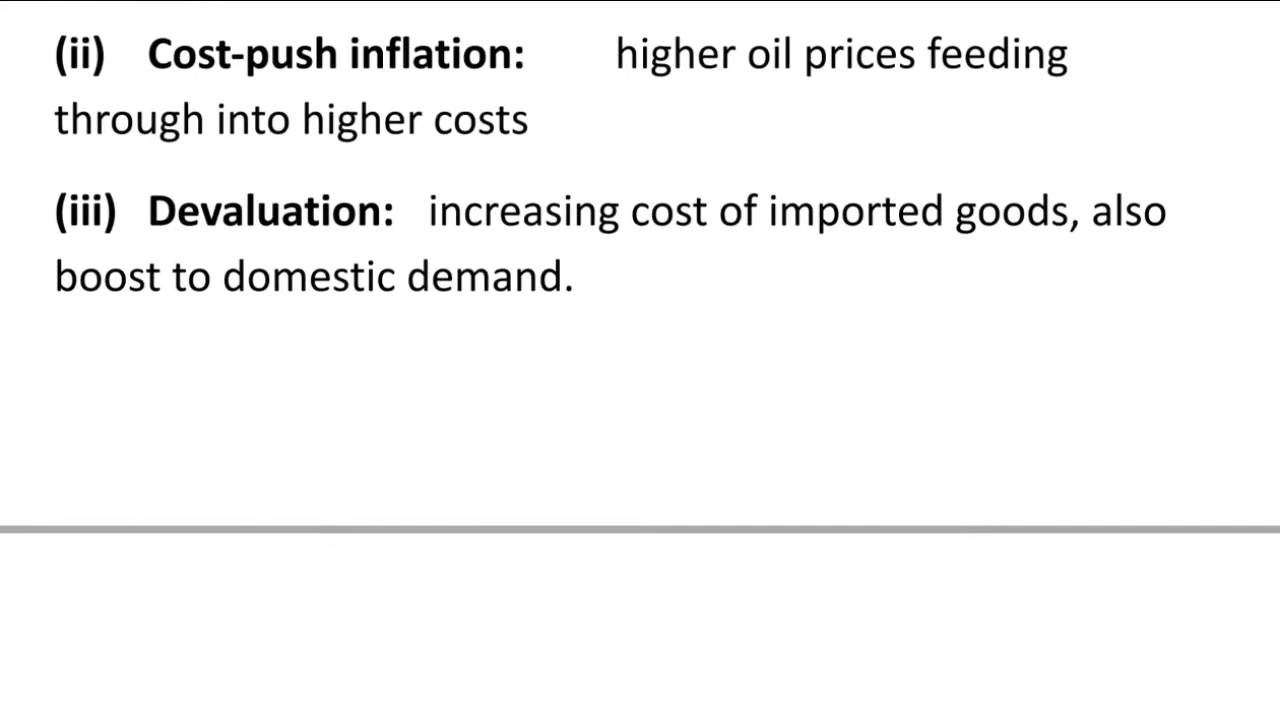 (ii) Cost-push inflation: higher oil prices feeding
through into higher costs
(iii) Devaluation: increasing cost of imported goods, also
boost to domestic demand.